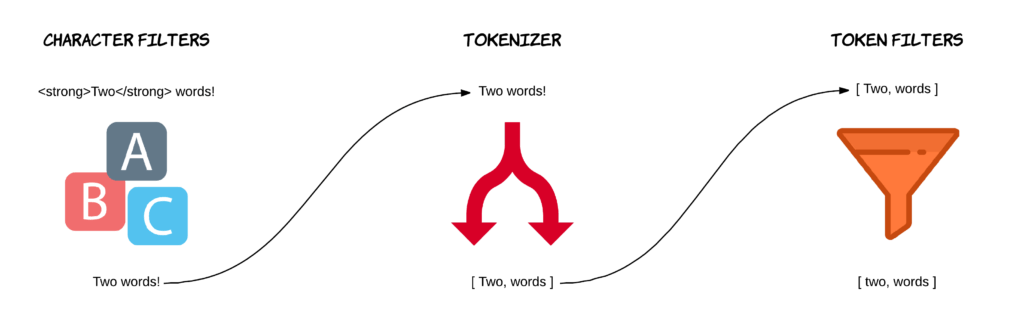 CHARACTER FILTERS
<strong>Two</strong> words!
A
B
C
Two words!
TOKENIZER
Two words!
[ Two, words ]
TOKEN FILTERS
[ Two, words ]
[ two, words ]